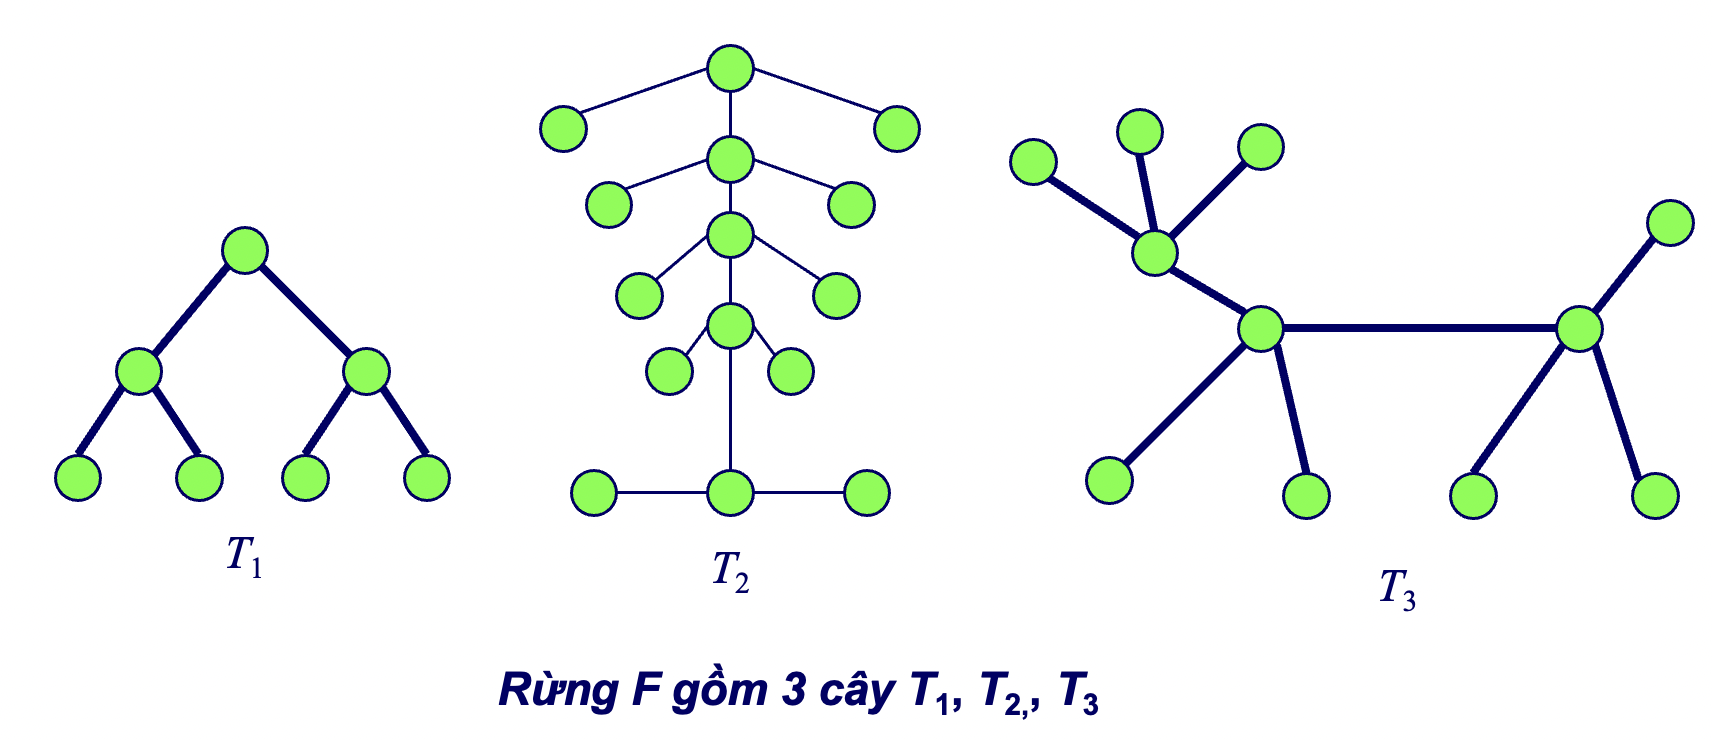 T1
T2
T3
Rừng F gồm 3 cây T1, T2,, T3